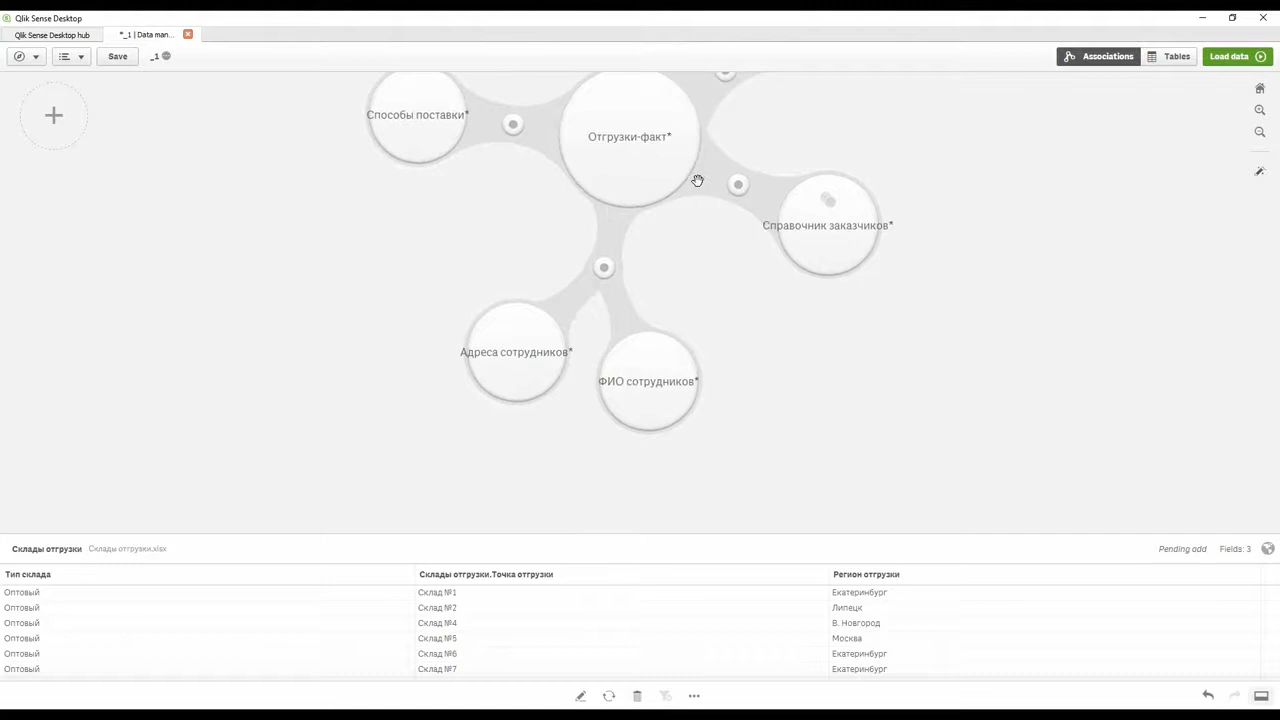 Qlik Sense Desktop
Qlik Sense Desktop hub
*_1 | Data man...
Save
_1
Associations
Tables
Load data
Способы поставки*
Отгрузки-факт*
Справочник заказчиков*
Адреса сотрудников*
ФИО сотрудников*
Склады отгрузки Склады отгрузки.xlsx Pending add Fields: 3
Тип склада Склады отгрузки.Точка отгрузки Регион отгрузки
Оптовый Склад №1 Екатеринбург
Оптовый Склад №2 Липецк
Оптовый Склад №4 В. Новгород
Оптовый Склад №5 Москва
Оптовый Склад №6 Екатеринбург
Оптовый Склад №7 Екатеринбург